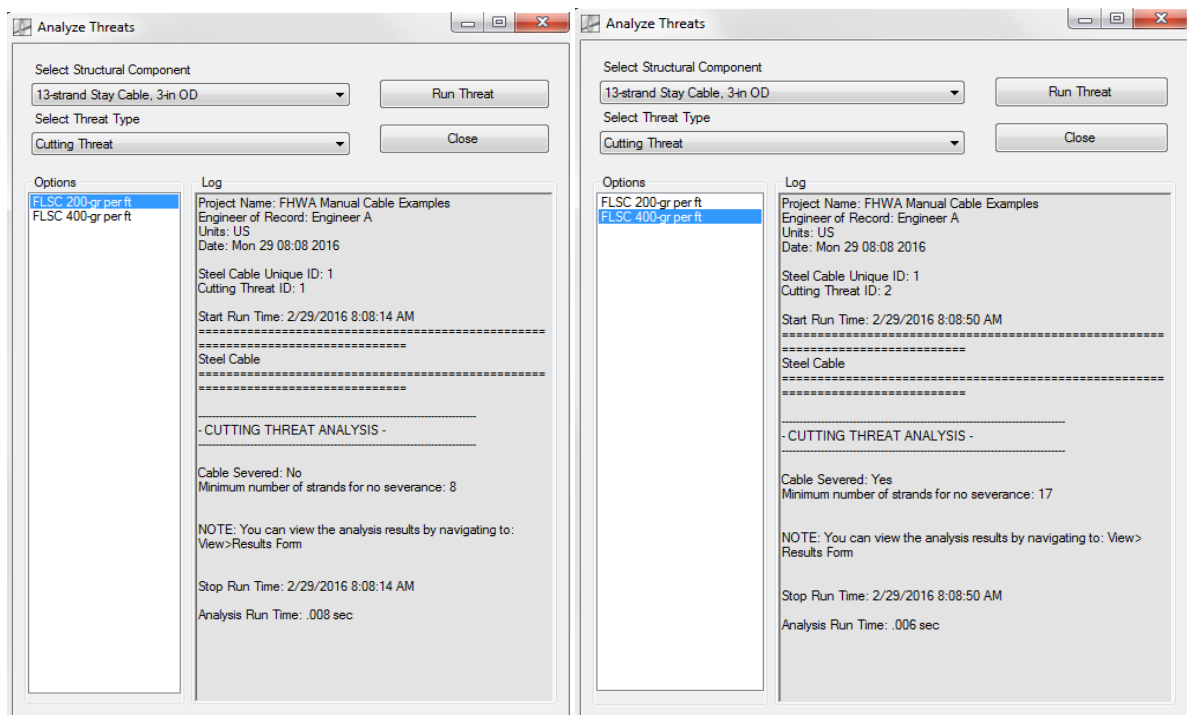 Analyze Threats
Select Structural Component
13-strand Stay Cable, 3-in OD
Run Threat
Select Threat Type
Cutting Threat
Close
Options
FLSC 200-gr per ft
FLSC 400-gr per ft
Log
Project Name: FHWA Manual Cable Examples
Engineer of Record: Engineer A
Units: US
Date: Mon 29 08:08 2016
Steel Cable Unique ID: 1
Cutting Threat ID: 1
Start Run Time: 2/29/2016 8:08:14 AM
==================================================
==============================
Steel Cable
==================================================
==============================
--------------------------------------------------------------------------------
- CUTTING THREAT ANALYSIS -
--------------------------------------------------------------------------------
Cable Severed: No
Minimum number of strands for no severance: 8
NOTE: You can view the analysis results by navigating to:
View>Results Form
Stop Run Time: 2/29/2016 8:08:14 AM
Analysis Run Time: .008 sec
Analyze Threats
Select Structural Component
13-strand Stay Cable, 3-in OD
Run Threat
Select Threat Type
Cutting Threat
Close
Options
FLSC 200-gr per ft
FLSC 400-gr per ft
Log
Project Name: FHWA Manual Cable Examples
Engineer of Record: Engineer A
Units: US
Date: Mon 29 08:08 2016
Steel Cable Unique ID: 1
Cutting Threat ID: 2
Start Run Time: 2/29/2016 8:08:50 AM
======================================================
==========================
Steel Cable
======================================================
==========================
--------------------------------------------------------------------------------
- CUTTING THREAT ANALYSIS -
--------------------------------------------------------------------------------
Cable Severed: Yes
Minimum number of strands for no severance: 17
NOTE: You can view the analysis results by navigating to: View>
Results Form
Stop Run Time: 2/29/2016 8:08:50 AM
Analysis Run Time: .006 sec